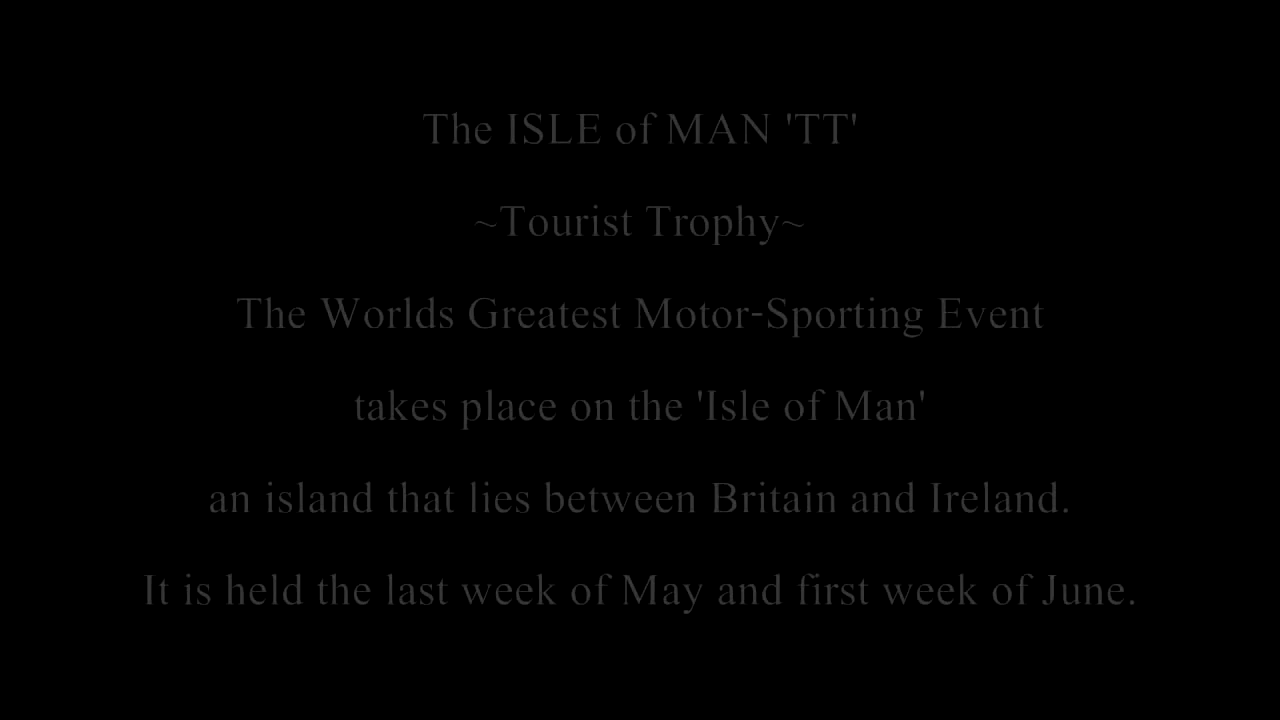 The ISLE of MAN 'TT'
~Tourist Trophy~
The Worlds Greatest Motor-Sporting Event
takes place on the 'Isle of Man'
an island that lies between Britain and Ireland.
It is held the last week of May and first week of June.